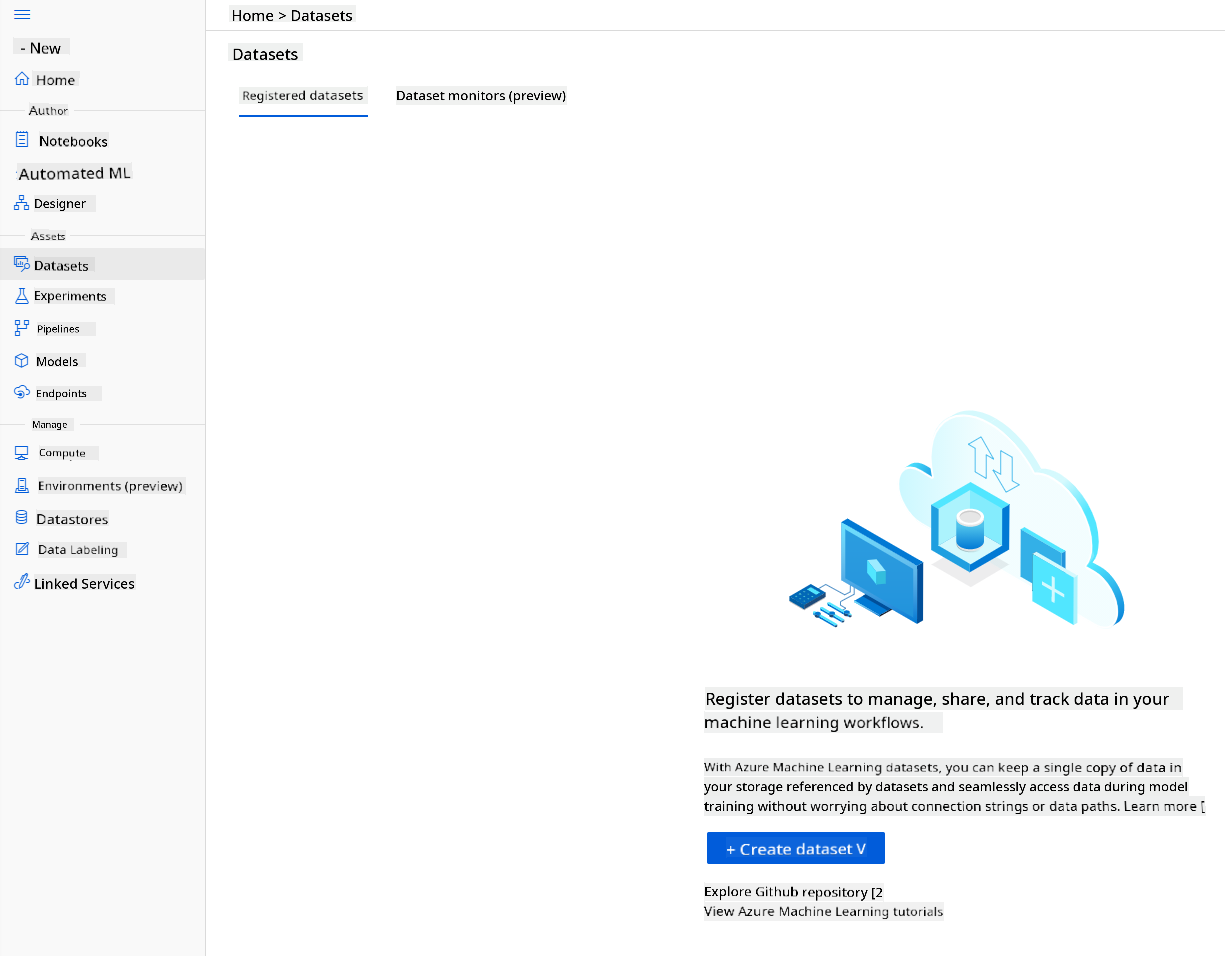 - New
Home
Author
Notebooks
Automated ML
Designer
Assets
Datasets
Experiments
Pipelines
Models
Endpoints
Manage
Compute
Environments (preview)
Datastores
Data Labeling
Linked Services
Home > Datasets
Datasets
Registered datasets
Dataset monitors (preview)
Register datasets to manage, share, and track data in your
machine learning workflows.
With Azure Machine Learning datasets, you can keep a single copy of data in
your storage referenced by datasets and seamlessly access data during model
training without worrying about connection strings or data paths. Learn more [
+ Create dataset V
Explore Github repository [2
View Azure Machine Learning tutorials